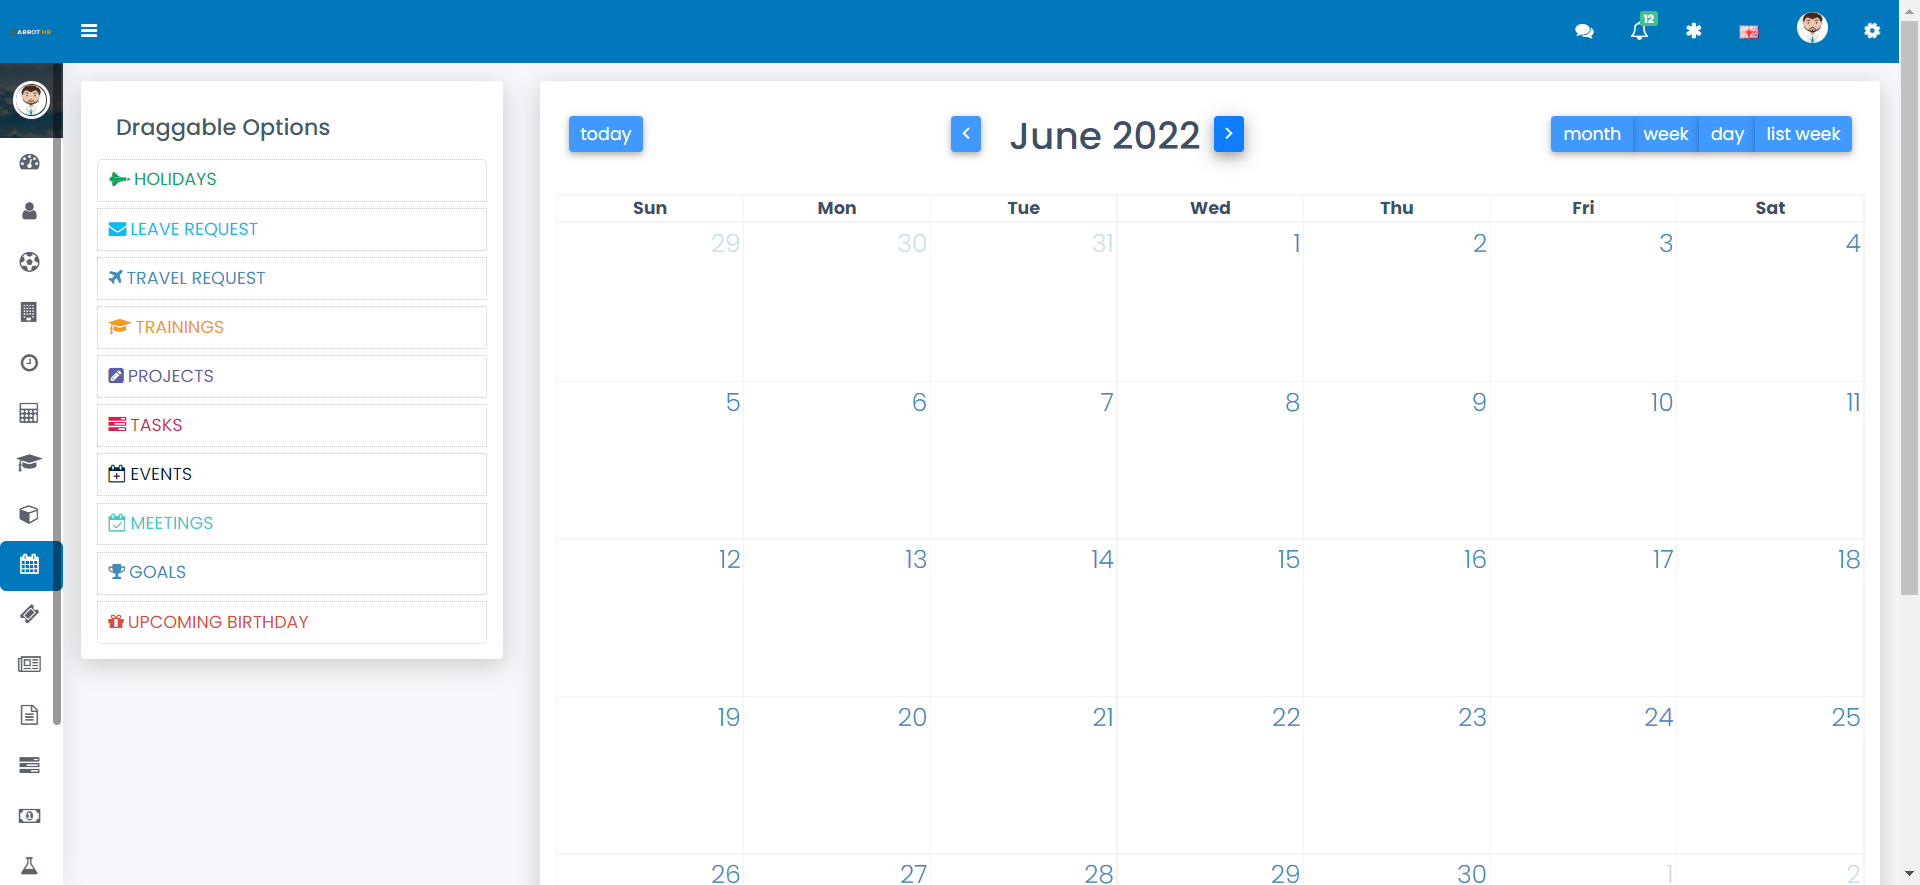 ARBOT HR
12
Draggable Options
HOLIDAYS
LEAVE REQUEST
TRAVEL REQUEST
TRAININGS
PROJECTS
TASKS
EVENTS
MEETINGS
GOALS
UPCOMING BIRTHDAY
today
June 2022
month week day list week
Sun Mon Tue Wed Thu Fri Sat
29 30 31 1 2 3 4
5 6 7 8 9 10 11
12 13 14 15 16 17 18
19 20 21 22 23 24 25
26 27 28 29 30 1 2